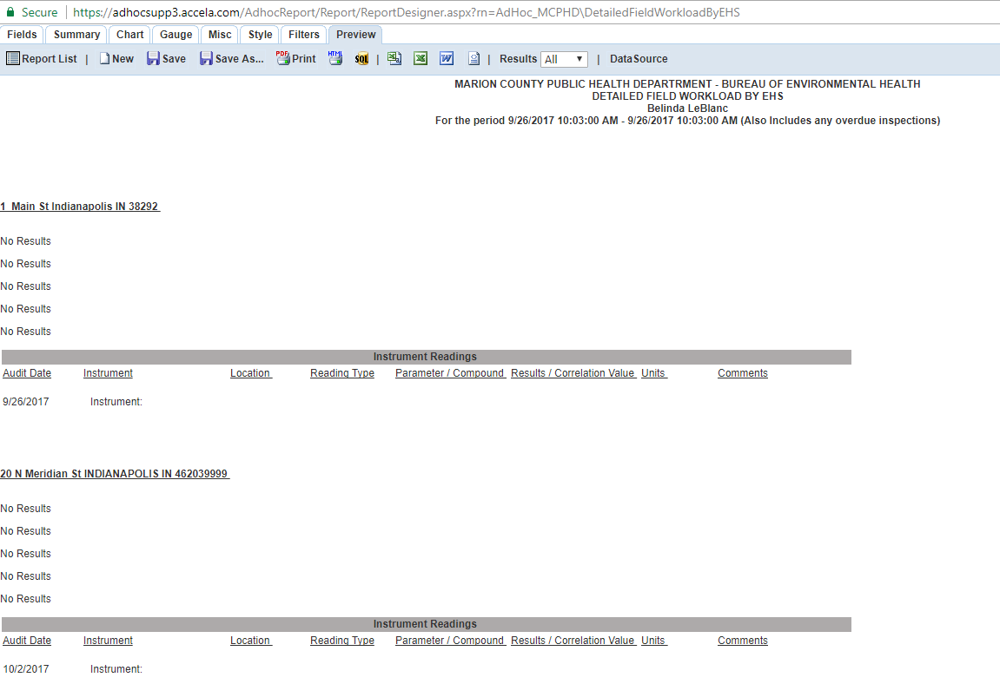 Secure https://adhocsupp3.accela.com/AdhocReport/Report/ReportDesigner.aspx?rn=AdHoc_MCPHD\DetailedFieldWorkloadByEHS
Fields Summary Chart Gauge Misc Style Filters Preview
Report List | New Save Save As... PDF Print HTML SQL | Results All | DataSource
MARION COUNTY PUBLIC HEALTH DEPARTRMENT - BUREAU OF ENVIRONMENTAL HEALTH
DETAILED FIELD WORKLOAD BY EHS
Belinda LeBlanc
For the period 9/26/2017 10:03:00 AM - 9/26/2017 10:03:00 AM (Also Includes any overdue inspections)
1 Main St Indianapolis IN 38292
No Results
No Results
No Results
No Results
No Results
Instrument Readings
Audit Date Instrument Location Reading Type Parameter / Compound Results / Correlation Value Units Comments
9/26/2017 Instrument:
20 N Meridian St INDIANAPOLIS IN 462039999
No Results
No Results
No Results
No Results
No Results
Instrument Readings
Audit Date Instrument Location Reading Type Parameter / Compound Results / Correlation Value Units Comments
10/2/2017 Instrument: